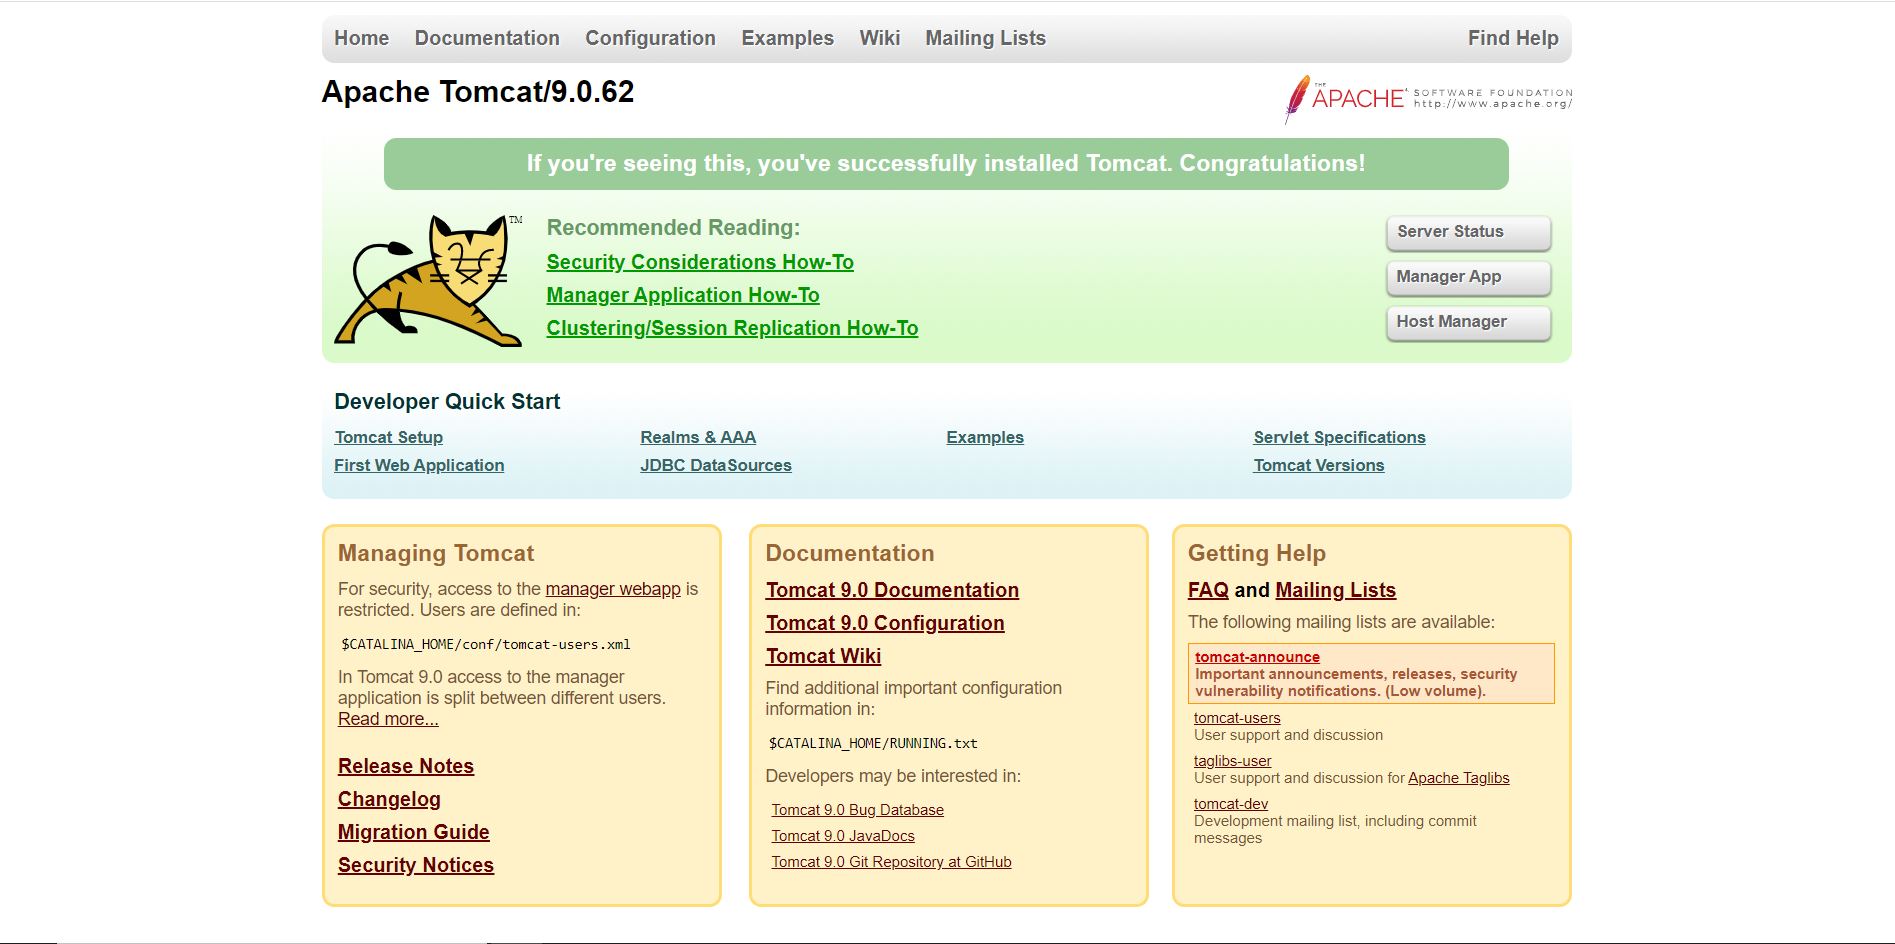 Home Documentation Configuration Examples Wiki Mailing Lists Find Help
Apache Tomcat/9.0.62
THE APACHE® SOFTWARE FOUNDATION
http://www.apache.org/
If you're seeing this, you've successfully installed Tomcat. Congratulations!
TM
Recommended Reading:
Security Considerations How-To
Manager Application How-To
Clustering/Session Replication How-To
Server Status
Manager App
Host Manager
Developer Quick Start
Tomcat Setup
First Web Application
Realms & AAA
JDBC DataSources
Examples
Servlet Specifications
Tomcat Versions
Managing Tomcat
For security, access to the manager webapp is
restricted. Users are defined in:
$CATALINA_HOME/conf/tomcat-users.xml
In Tomcat 9.0 access to the manager
application is split between different users.
Read more...
Release Notes
Changelog
Migration Guide
Security Notices
Documentation
Tomcat 9.0 Documentation
Tomcat 9.0 Configuration
Tomcat Wiki
Find additional important configuration
information in:
$CATALINA_HOME/RUNNING.txt
Developers may be interested in:
Tomcat 9.0 Bug Database
Tomcat 9.0 JavaDocs
Tomcat 9.0 Git Repository at GitHub
Getting Help
FAQ and Mailing Lists
The following mailing lists are available:
tomcat-announce
Important announcements, releases, security
vulnerability notifications. (Low volume).
tomcat-users
User support and discussion
taglibs-user
User support and discussion for Apache Taglibs
tomcat-dev
Development mailing list, including commit
messages